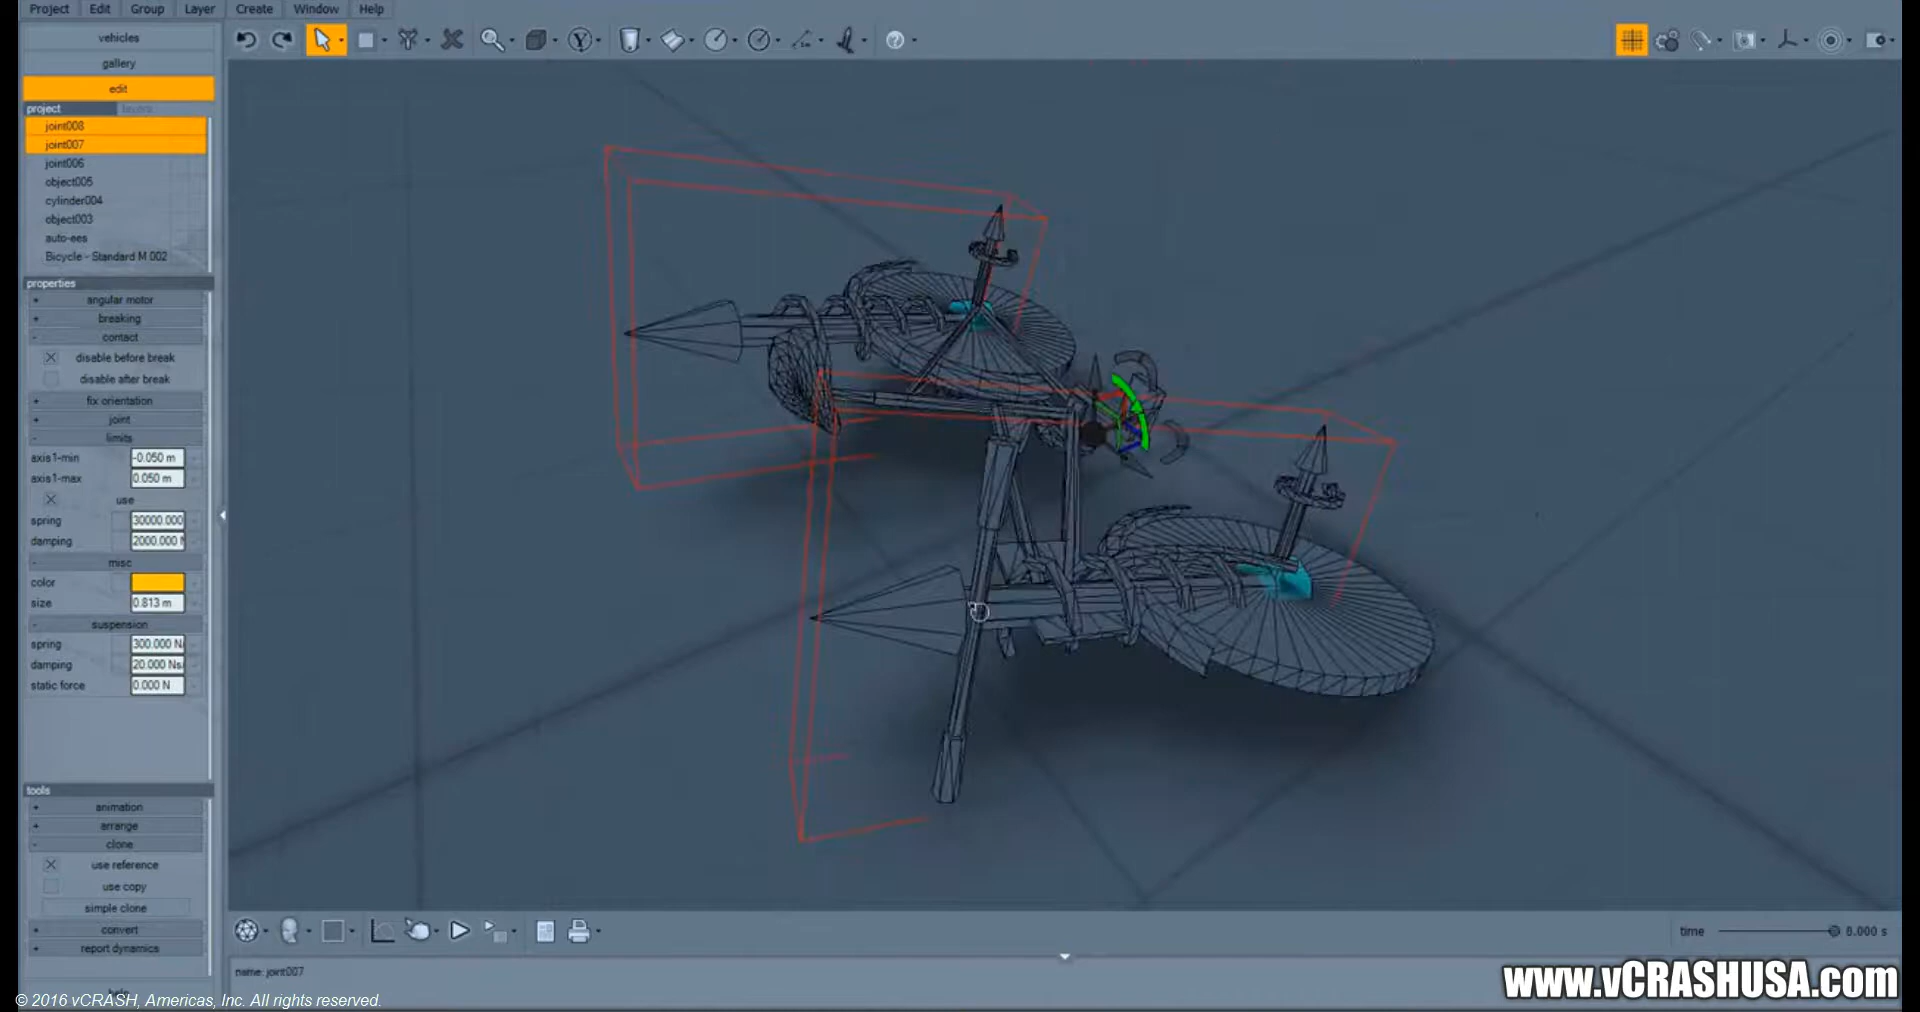 Project Edit Group Layer Create Window Help
vehicles
gallery
edit
project layers
joint008
joint007
joint006
object005
cylinder004
object003
auto-ees
Bicycle - Standard M 002
properties
+ angular motor
+ breaking
- contact
disable before break
disable after break
+ fix orientation
+ joint
- limits
axis1-min -0.050 m
axis1-max 0.050 m
use
spring 30000.000
damping 2000.000 N
- misc
color
size 0.813 m
- suspension
spring 300.000 N/
damping 20.000 Ns/
static force 0.000 N
tools
+ animation
+ arrange
- clone
use reference
use copy
simple clone
+ convert
+ report dynamics
help
time 8.000 s
name: joint007
© 2016 vCRASH, Americas, Inc. All rights reserved.
www.vCRASHUSA.com